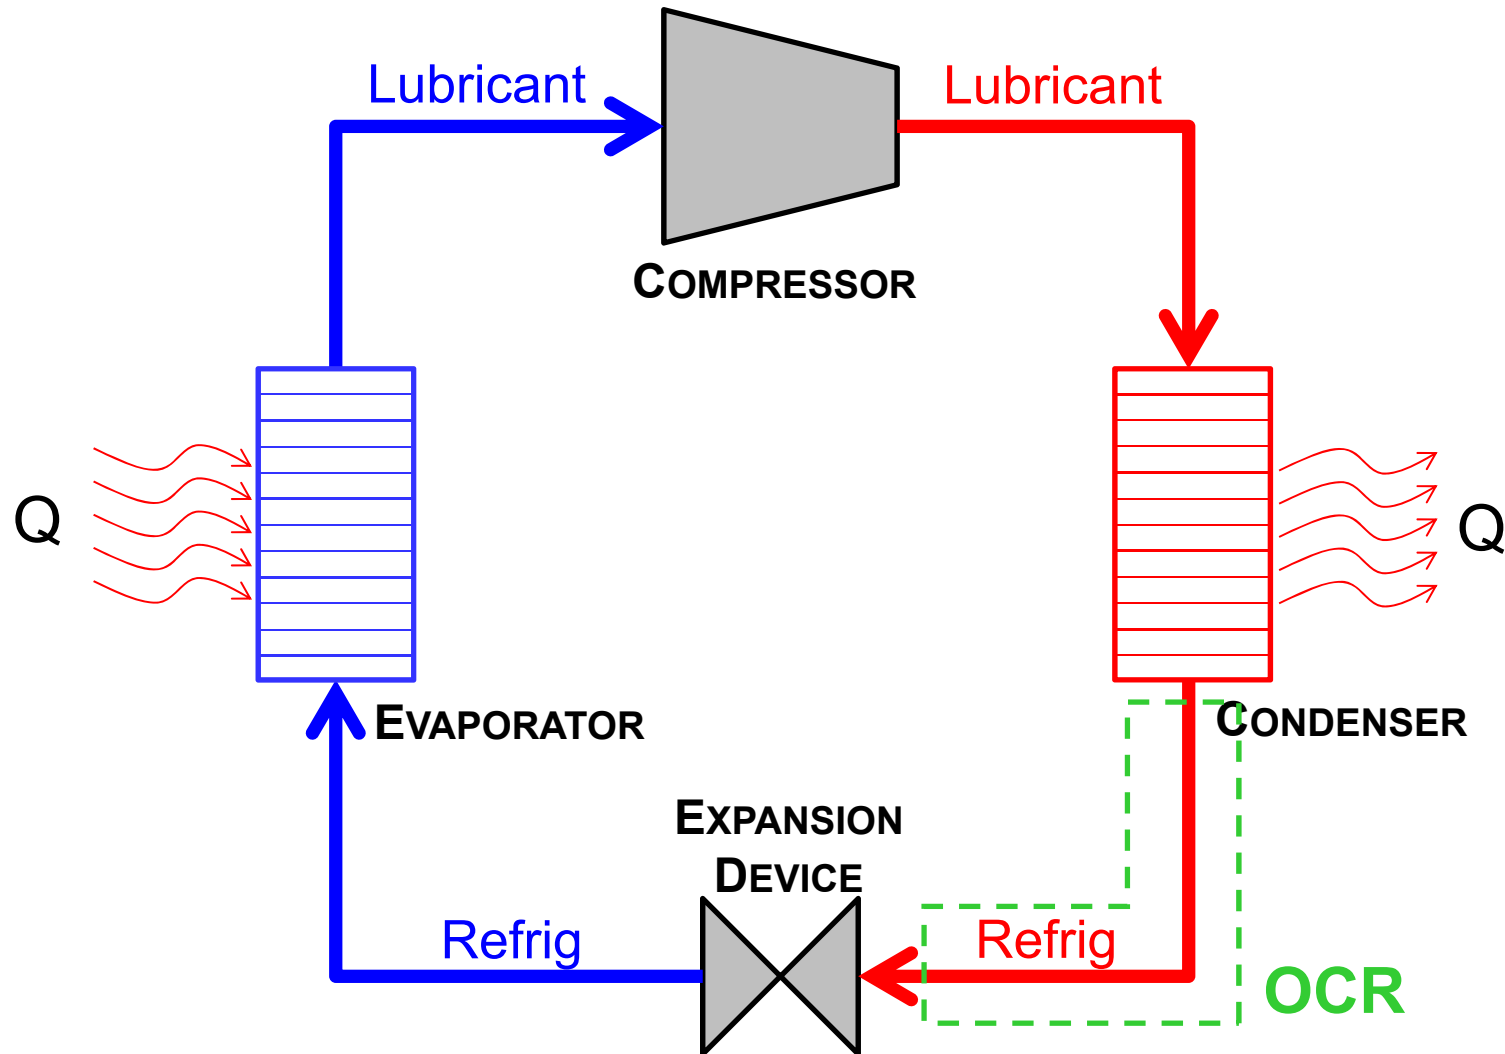 Lubricant
Lubricant
COMPRESSOR
Q
Q
EVAPORATOR
CONDENSER
EXPANSION
DEVICE
Refrig
Refrig
OCR